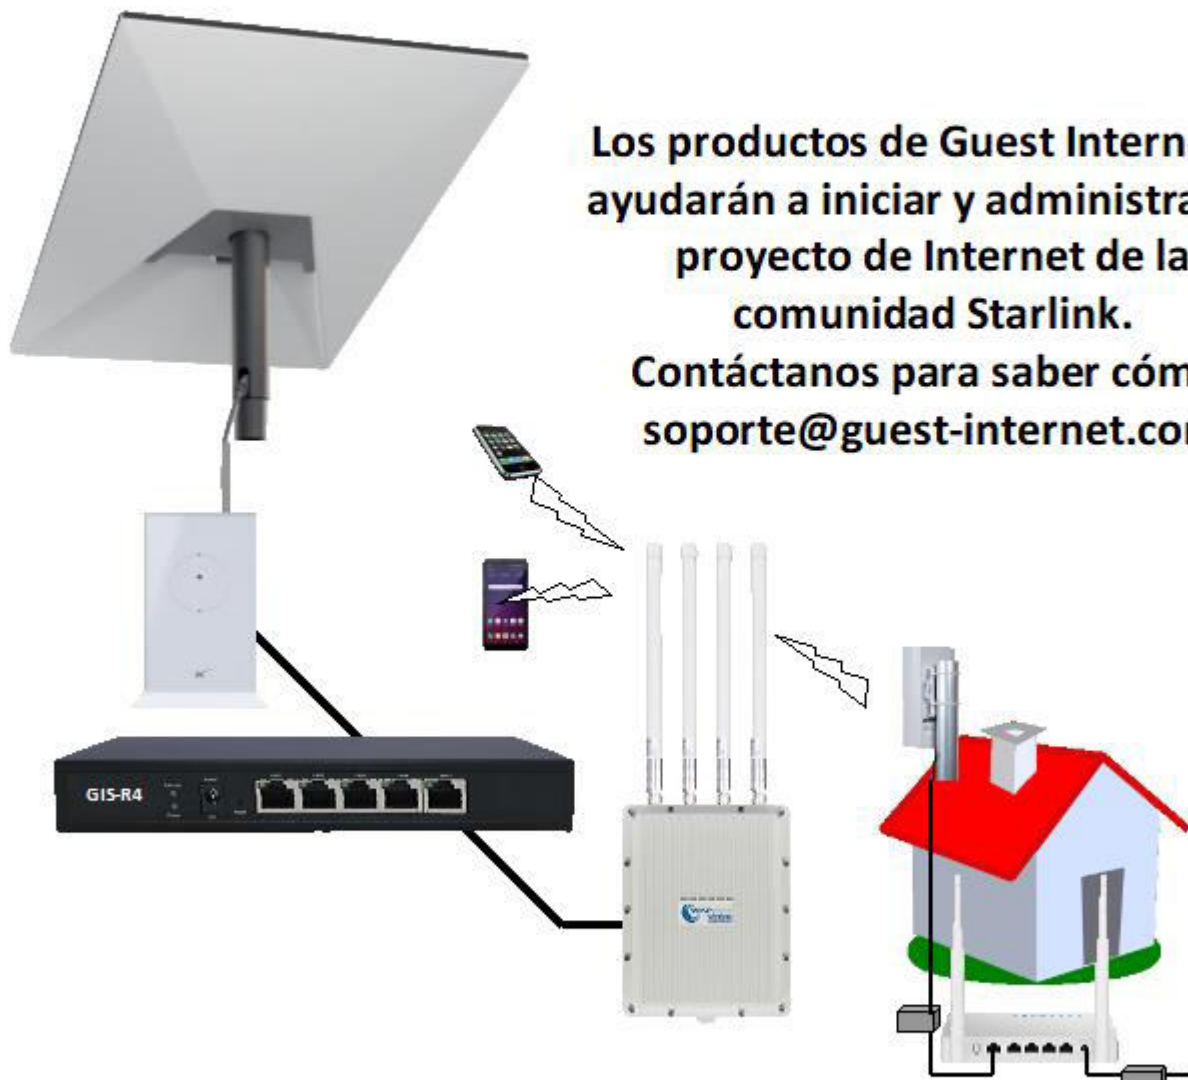 Los productos de Guest Intern
ayudarán a iniciar y administra
proyecto de Internet de la
comunidad Starlink.
Contáctanos para saber cóm
soporte@guest-internet.co
GIS-R4